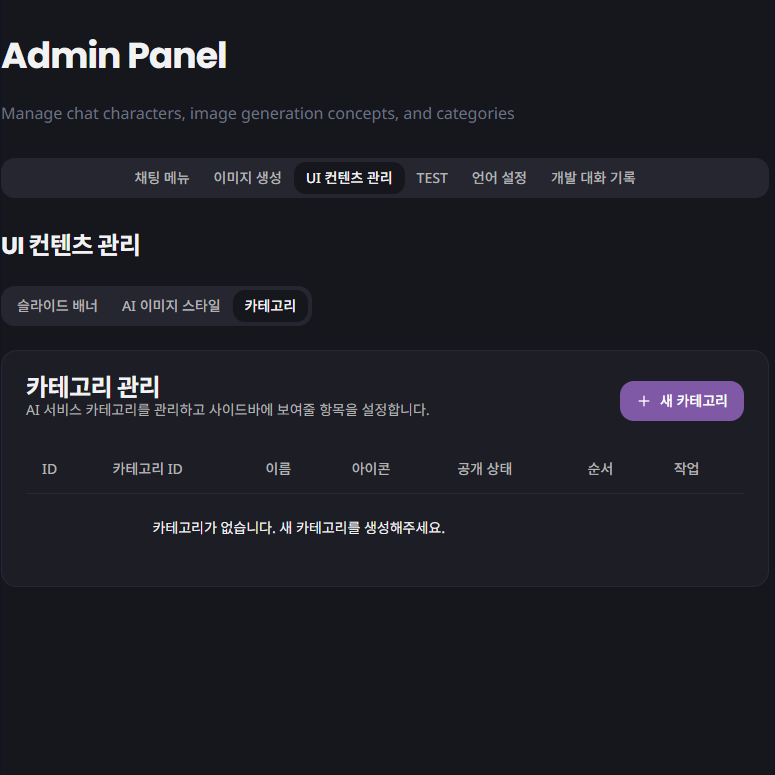 Admin Panel
Manage chat characters, image generation concepts, and categories
채팅 메뉴 이미지 생성 UI 컨텐츠 관리 TEST 언어 설정 개발 대화 기록
UI 컨텐츠 관리
슬라이드 배너 AI 이미지 스타일 카테고리
카테고리 관리
AI 서비스 카테고리를 관리하고 사이드바에 보여줄 항목을 설정합니다.
+ 새 카테고리
ID 카테고리 ID 이름 아이콘 공개 상태 순서 작업
카테고리가 없습니다. 새 카테고리를 생성해주세요.